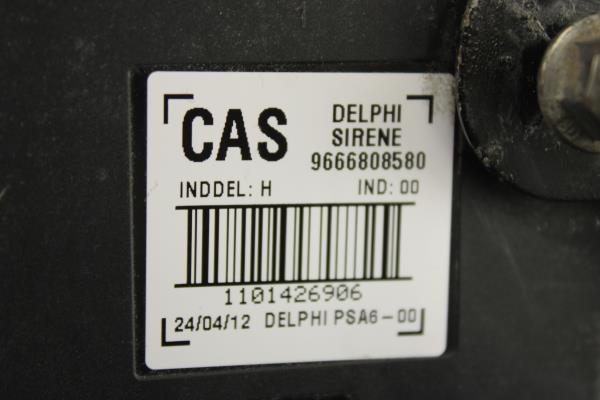 CAS DELPHI
SIRENE
9666808580
INDDEL: H IND: 00
1101426906
24/04/12 DELPHI PSA6-00